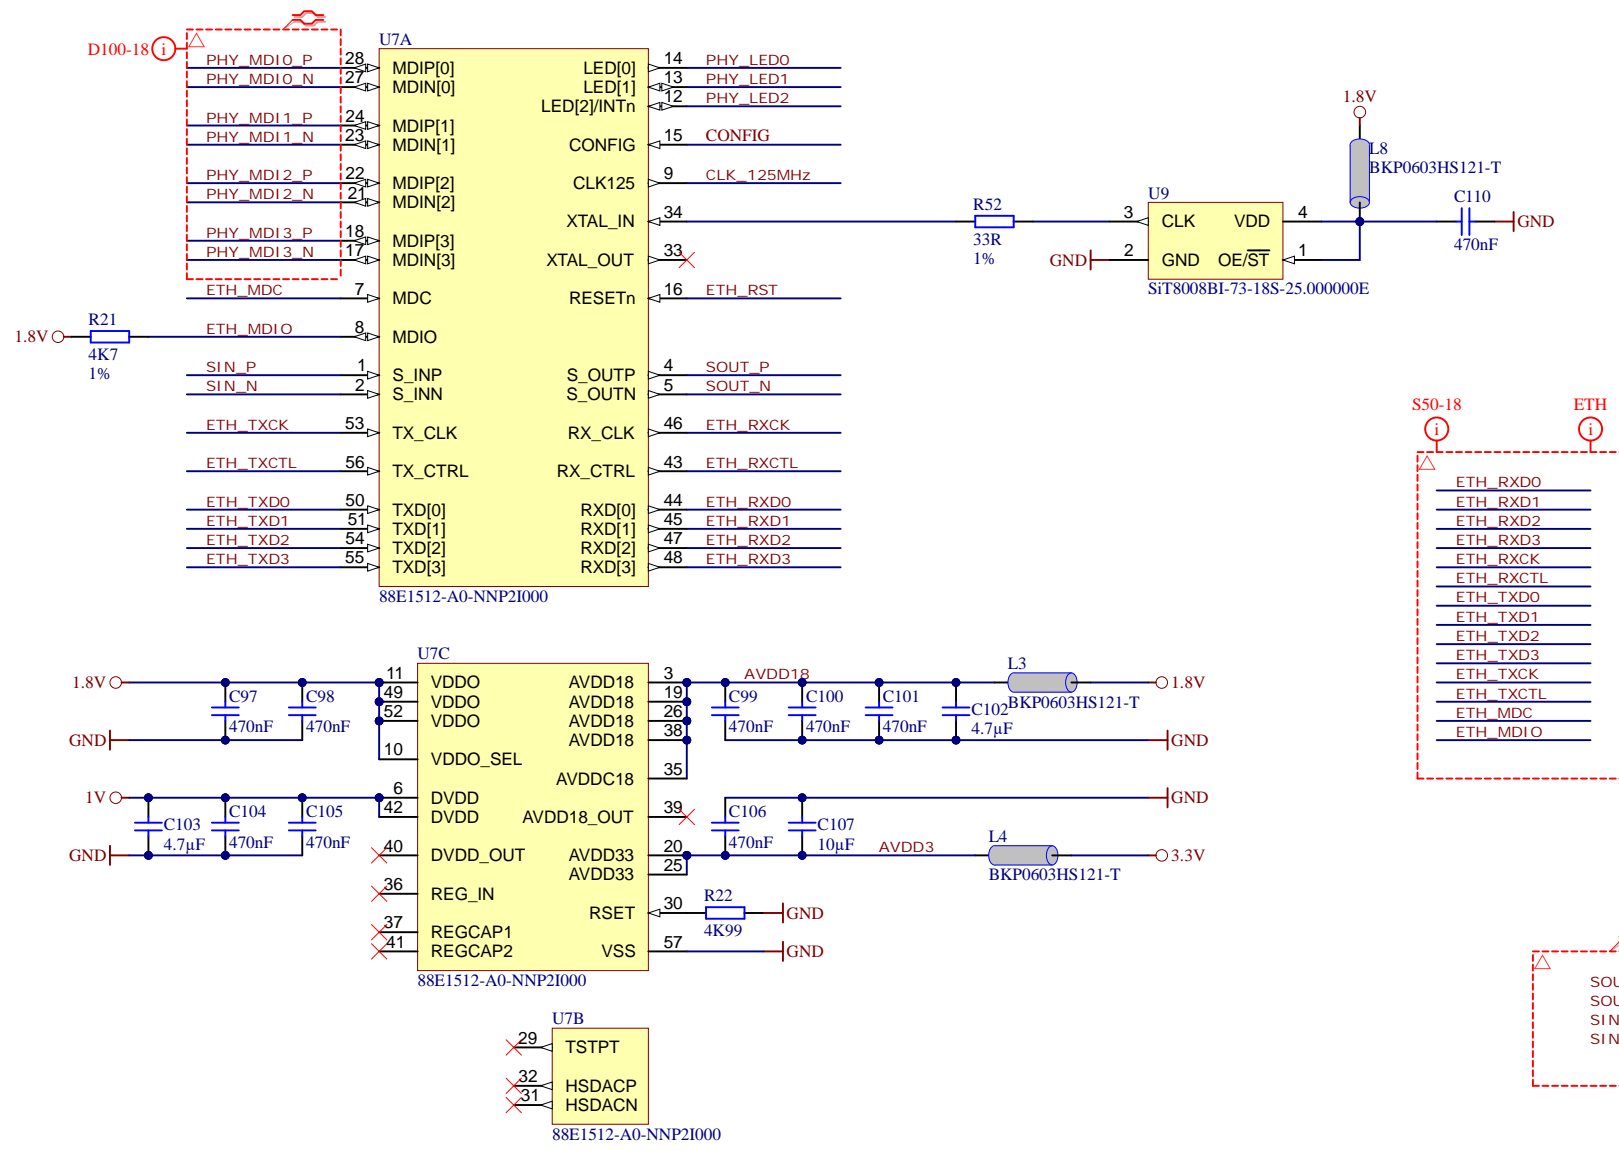 D100-18
i
U7A
PHY_MDI0_P 28 MDIP[0] LED[0] 14 PHY_LED0
PHY_MDI0_N 27 MDIN[0] LED[1] 13 PHY_LED1
LED[2]/INTn 12 PHY_LED2
PHY_MDI1_P 24 MDIP[1]
PHY_MDI1_N 23 MDIN[1] CONFIG 15 CONFIG
PHY_MDI2_P 22 MDIP[2] CLK125 9 CLK_125MHz
PHY_MDI2_N 21 MDIN[2]
XTAL_IN 34
PHY_MDI3_P 18 MDIP[3]
PHY_MDI3_N 17 MDIN[3] XTAL_OUT 33
ETH_MDC 7 MDC RESETn 16 ETH_RST
1.8V R21 ETH_MDIO 8 MDIO
4K7
1%
SIN_P 1 S_INP S_OUTP 4 SOUT_P
SIN_N 2 S_INN S_OUTN 5 SOUT_N
ETH_TXCK 53 TX_CLK RX_CLK 46 ETH_RXCK
ETH_TXCTL 56 TX_CTRL RX_CTRL 43 ETH_RXCTL
ETH_TXD0 50 TXD[0] RXD[0] 44 ETH_RXD0
ETH_TXD1 51 TXD[1] RXD[1] 45 ETH_RXD1
ETH_TXD2 54 TXD[2] RXD[2] 47 ETH_RXD2
ETH_TXD3 55 TXD[3] RXD[3] 48 ETH_RXD3
88E1512-A0-NNP2I000
1.8V
L8
BKP0603HS121-T
R52
33R
1%
U9
3 CLK VDD 4
GND 2 GND OE/ST 1
SiT8008BI-73-18S-25.000000E
C110
470nF
GND
S50-18
i
ETH
i
ETH_RXD0
ETH_RXD1
ETH_RXD2
ETH_RXD3
ETH_RXCK
ETH_RXCTL
ETH_TXD0
ETH_TXD1
ETH_TXD2
ETH_TXD3
ETH_TXCK
ETH_TXCTL
ETH_MDC
ETH_MDIO
U7C
1.8V 11 VDDO AVDD18 3 AVDD18 L3 1.8V
BKP0603HS121-T
49 VDDO AVDD18 19
52 VDDO AVDD18 26
AVDD18 38
10 VDDO_SEL AVDDC18 35
C97
470nF
C98
470nF
GND
C99
470nF
C100
470nF
C101
470nF
C102
4.7µF
GND
1V 6 DVDD
42 DVDD AVDD18_OUT 39
C103
4.7µF
C104
470nF
C105
470nF
GND
40 DVDD_OUT AVDD33 20 AVDD3 L4 3.3V
BKP0603HS121-T
AVDD33 25
C106
470nF
C107
10µF
GND
36 REG_IN
RSET 30 R22 GND
4K99
37 REGCAP1
41 REGCAP2 VSS 57 GND
88E1512-A0-NNP2I000
U7B
29 TSTPT
32 HSDACP
31 HSDACN
88E1512-A0-NNP2I000
SOU
SOU
SIN
SIN